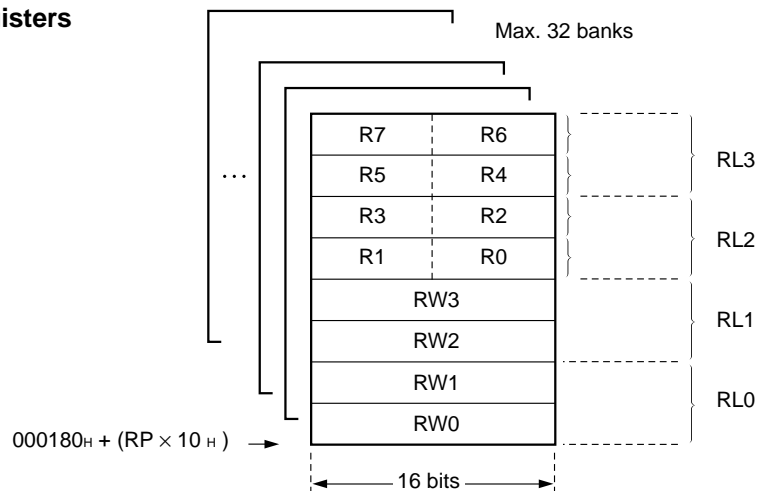 isters
Max. 32 banks
R7 R6
RL3
R5 R4
...
R3 R2
RL2
R1 R0
RW3
RL1
RW2
RW1
RL0
RW0
000180H + (RP × 10 H )
16 bits